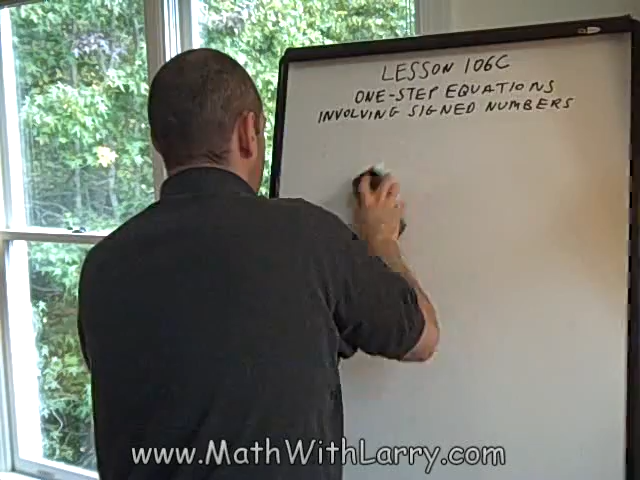 LESSON 106C
ONE-STEP EQUATIONS
INVOLVING SIGNED NUMBERS
www.MathWithLarry.com